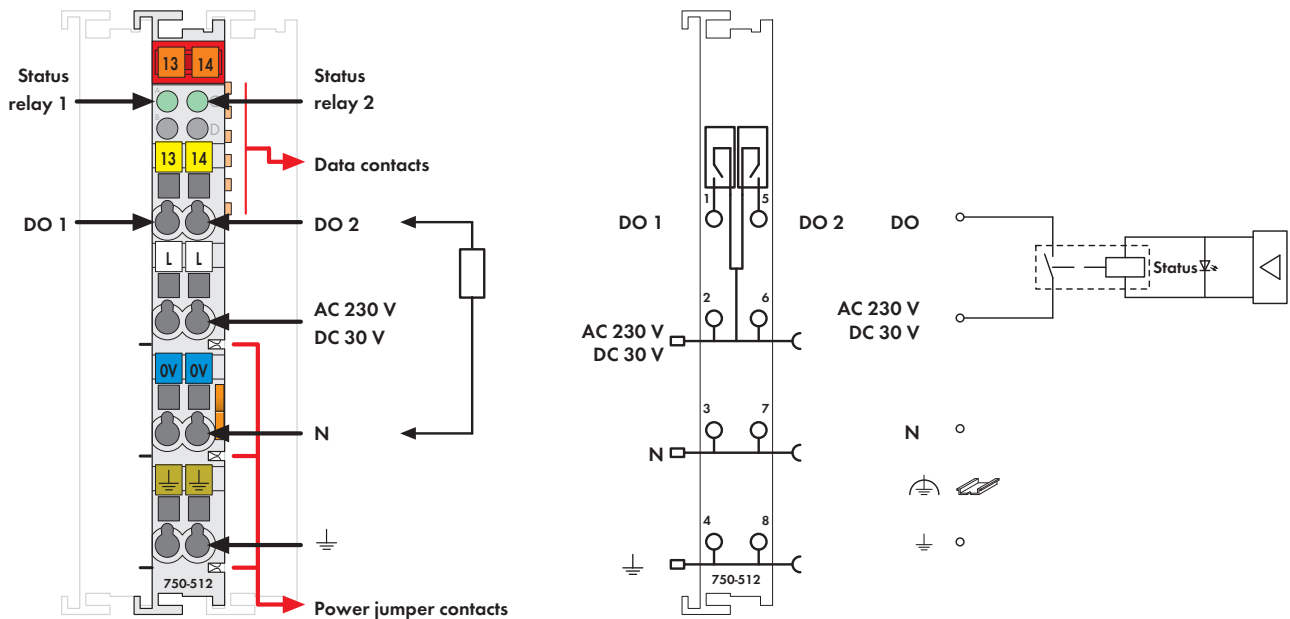 13 14
Status
relay 1
Status
relay 2
A C
B D
13 14
Data contacts
DO 1
DO 2
L L
AC 230 V
DC 30 V
0V 0V
N
750-512
Power jumper contacts
1 5
DO 1
DO 2
2 6
AC 230 V
DC 30 V
3 7
N
4 8
750-512
DO
Status
AC 230 V
DC 30 V
N